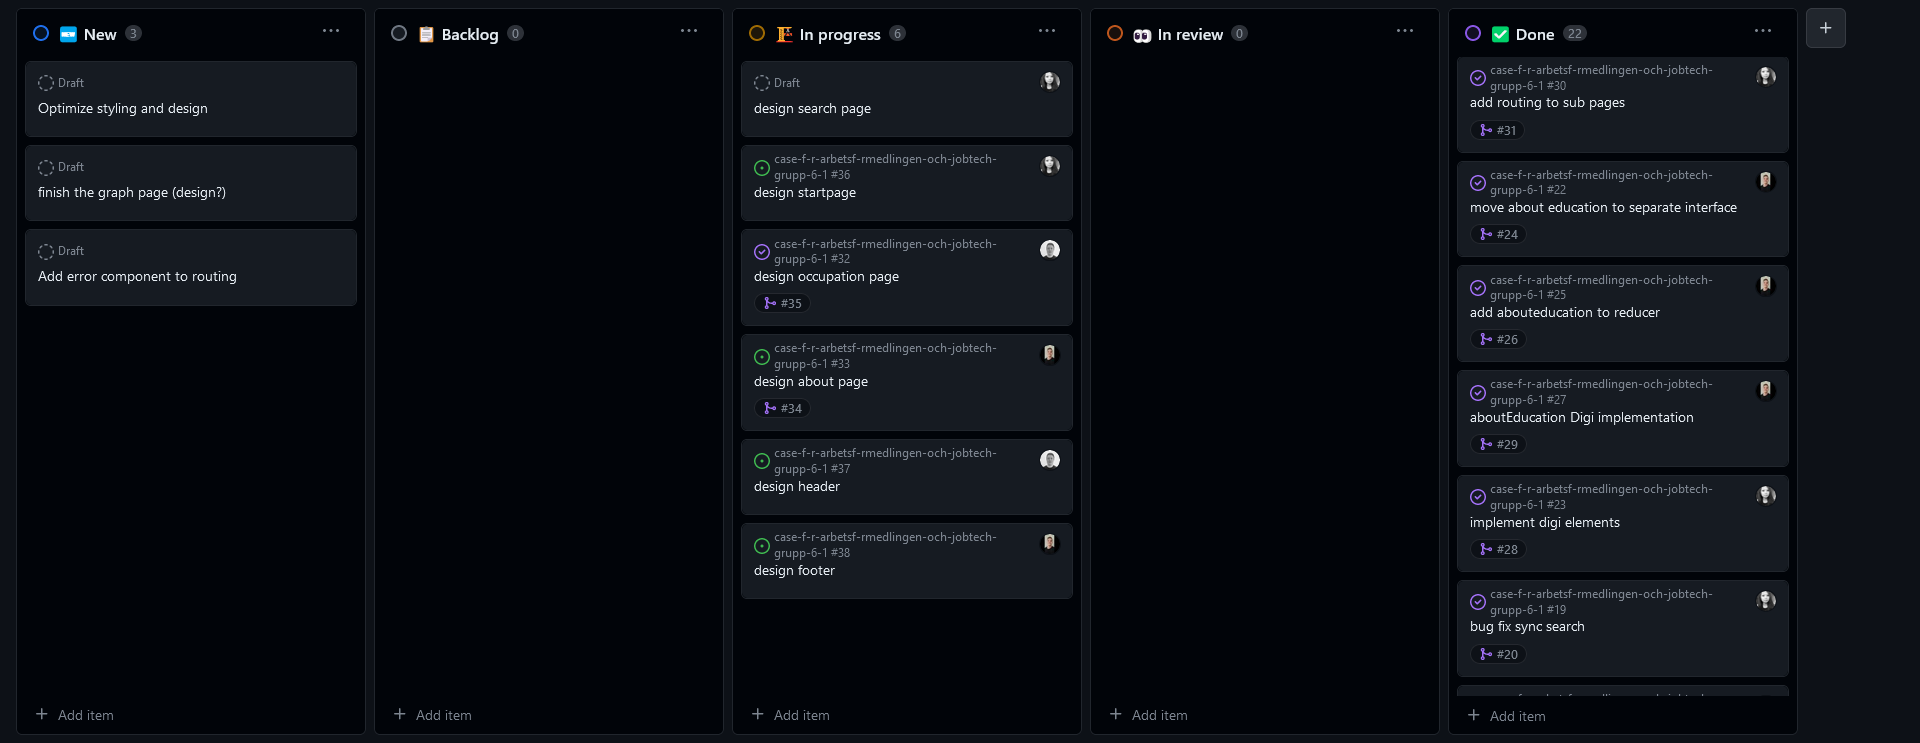 New 3
Draft
Optimize styling and design
Draft
finish the graph page (design?)
Draft
Add error component to routing
Add item
Backlog 0
Add item
In progress 6
Draft
design search page
case-f-r-arbetsf-rmedlingen-och-jobtech-
grupp-6-1 #36
design startpage
case-f-r-arbetsf-rmedlingen-och-jobtech-
grupp-6-1 #32
design occupation page
#35
case-f-r-arbetsf-rmedlingen-och-jobtech-
grupp-6-1 #33
design about page
#34
case-f-r-arbetsf-rmedlingen-och-jobtech-
grupp-6-1 #37
design header
case-f-r-arbetsf-rmedlingen-och-jobtech-
grupp-6-1 #38
design footer
Add item
In review 0
Add item
Done 22
case-f-r-arbetsf-rmedlingen-och-jobtech-
grupp-6-1 #30
add routing to sub pages
#31
case-f-r-arbetsf-rmedlingen-och-jobtech-
grupp-6-1 #22
move about education to separate interface
#24
case-f-r-arbetsf-rmedlingen-och-jobtech-
grupp-6-1 #25
add abouteducation to reducer
#26
case-f-r-arbetsf-rmedlingen-och-jobtech-
grupp-6-1 #27
aboutEducation Digi implementation
#29
case-f-r-arbetsf-rmedlingen-och-jobtech-
grupp-6-1 #23
implement digi elements
#28
case-f-r-arbetsf-rmedlingen-och-jobtech-
grupp-6-1 #19
bug fix sync search
#20
Add item